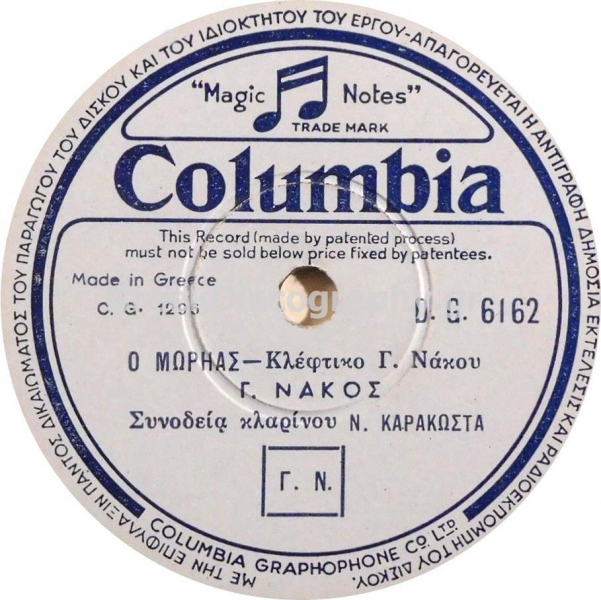 "Magic Notes"
TRADE MARK
Columbia
This Record (made by patented process)
must not be sold below price fixed by patentees.
Made in Greece
C. G. 1296
D. G. 6162
Ο ΜΩΡΗΑΣ — Κλέφτικο Γ. Νάκου
Γ. ΝΑΚΟΣ
Συνοδείᾳ κλαρίνου Ν. ΚΑΡΑΚΩΣΤΑ
Γ. Ν.
COLUMBIA GRAPHOPHONE CO. LTD
ΜΕ ΤΗΝ ΕΠΙΦΥΛΑΞΙΝ ΠΑΝΤΟΣ ΔΙΚΑΙΩΜΑΤΟΣ ΤΟΥ ΠΑΡΑΓΩΓΟΥ ΤΟΥ ΔΙΣΚΟΥ ΚΑΙ ΤΟΥ ΙΔΙΟΚΤΗΤΟΥ ΤΟΥ ΕΡΓΟΥ-ΑΠΑΓΟΡΕΥΕΤΑΙ Η ΑΝΤΙΓΡΑΦΗ ΔΗΜΟΣΙΑ ΕΚΤΕΛΕΣΙΣ ΚΑΙ ΡΑΔΙΟΕΚΠΟΜΠΗ ΤΟΥ ΔΙΣΚΟΥ.